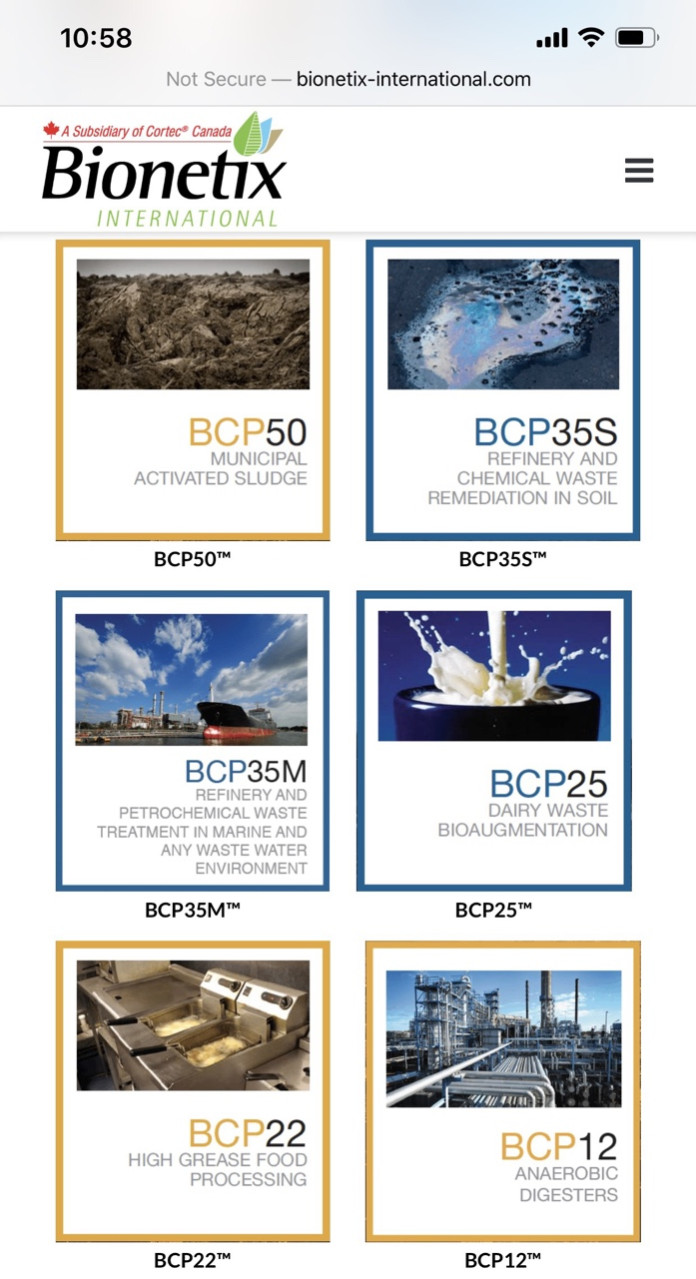 10:58
Not Secure — bionetix-international.com
A Subsidiary of Cortec® Canada
Bionetix
INTERNATIONAL
BCP50
MUNICIPAL
ACTIVATED SLUDGE
BCP50™
BCP35S
REFINERY AND
CHEMICAL WASTE
REMEDIATION IN SOIL
BCP35S™
BCP35M
REFINERY AND
PETROCHEMICAL WASTE
TREATMENT IN MARINE AND
ANY WASTE WATER
ENVIRONMENT
BCP35M™
BCP25
DAIRY WASTE
BIOAUGMENTATION
BCP25™
BCP22
HIGH GREASE FOOD
PROCESSING
BCP22™
BCP12
ANAEROBIC
DIGESTERS
BCP12™